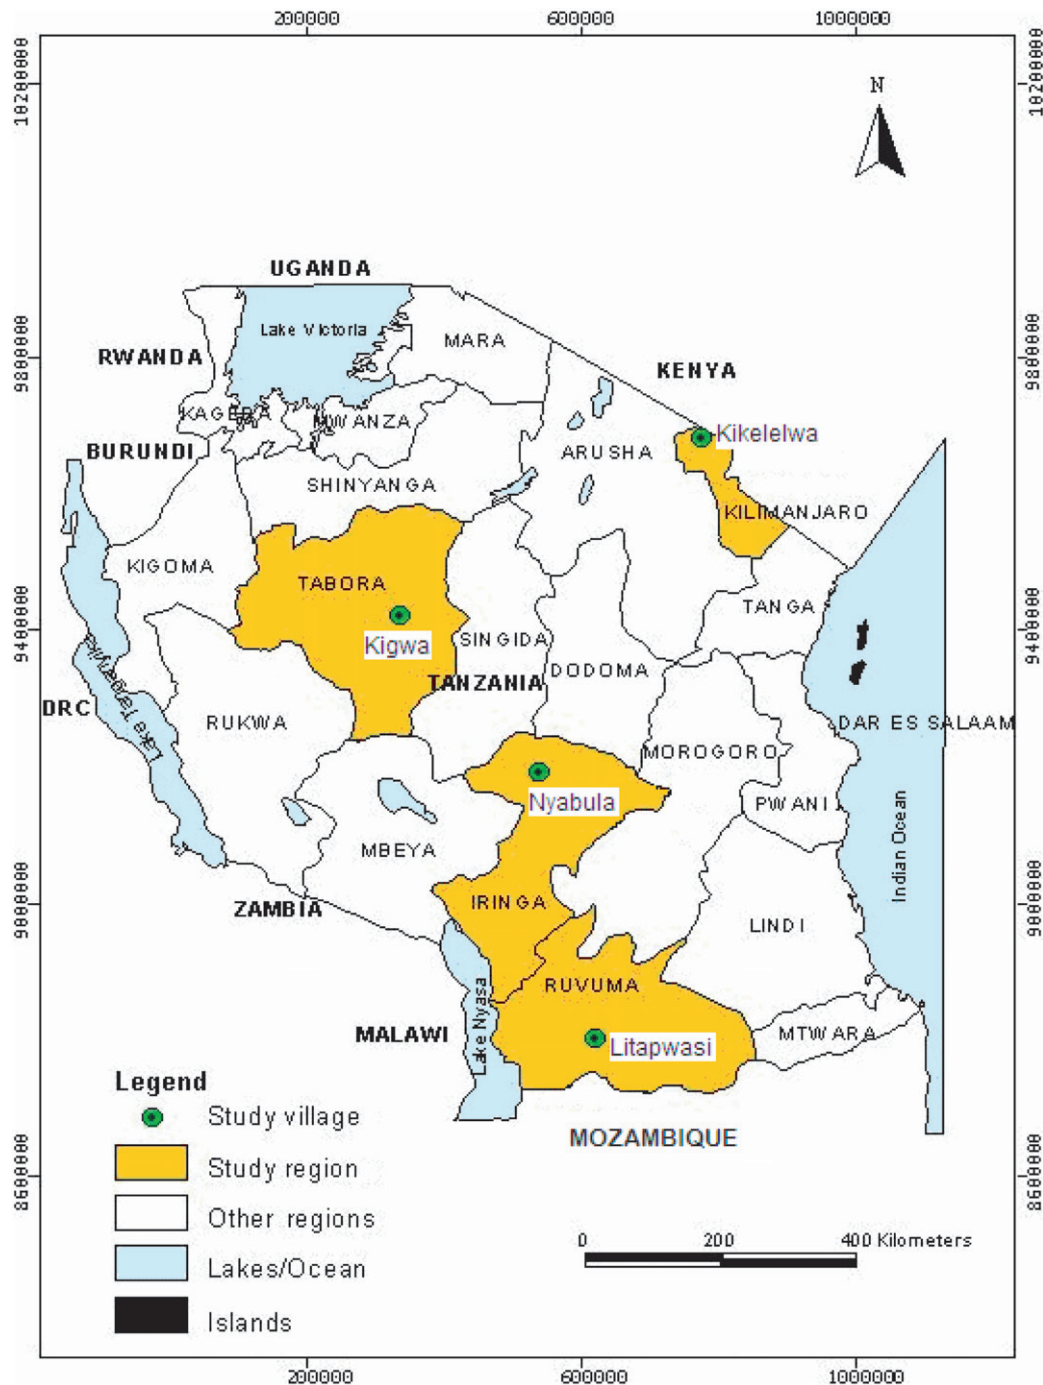 200000 600000 1000000
10200000 10200000
N
UGANDA
Lake Victoria
MARA
RWANDA
9800000 9800000
KENYA
KAGERA
MWANZA
Kikelelwa
BURUNDI
ARUSHA
SHINYANGA
KILIMANJARO
KIGOMA
TABORA
TANGA
9400000 9400000
Kigwa
SINGIDA
DODOMA
TANZANIA
Lake Tanganyika
DRC
RUKWA
DAR ES SALAAM
MOROGORO
Nyabula
PWANI
MBEYA
Indian Ocean
ZAMBIA
IRINGA
9000000 9000000
LINDI
RUVUMA
Lake Nyasa
MALAWI
Litapwasi
MTWARA
Legend
Study village
MOZAMBIQUE
Study region
8600000 8600000
Other regions
0 200 400 Kilometers
Lakes/Ocean
Islands
200000 600000 1000000